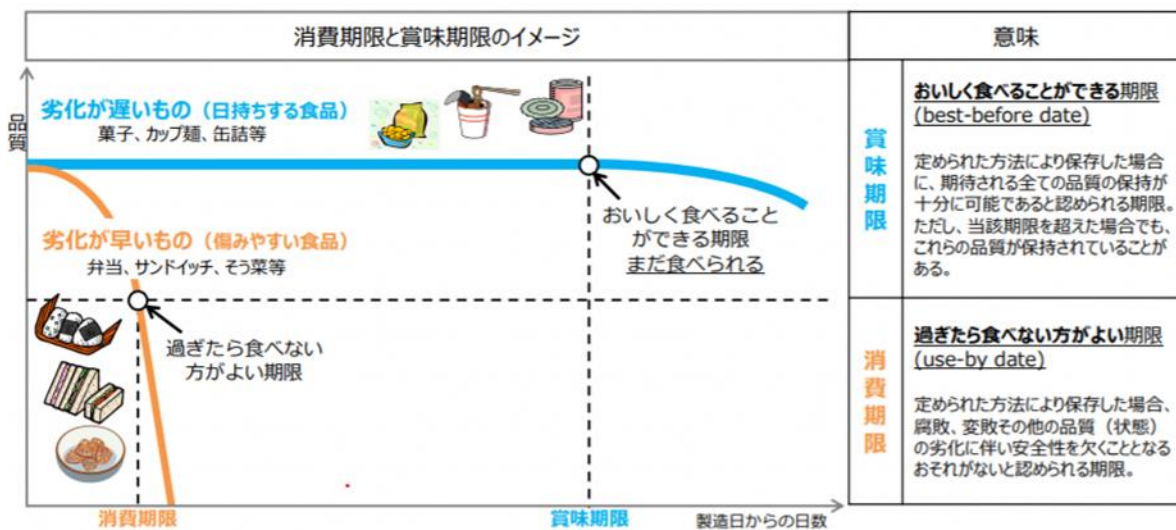 消費期限と賞味期限のイメージ
意味
品質
劣化が遅いもの（日持ちする食品）
菓子、カップ麺、缶詰等
おいしく食べること
ができる期限
まだ食べられる
劣化が早いもの（傷みやすい食品）
弁当、サンドイッチ、そう菜等
過ぎたら食べない
方がよい期限
消費期限
賞味期限
製造日からの日数
賞味期限
おいしく食べることができる期限
(best-before date)
定められた方法により保存した場合
に、期待される全ての品質の保持が
十分に可能であると認められる期限。
ただし、当該期限を超えた場合でも、
これらの品質が保持されていることが
ある。
消費期限
過ぎたら食べない方がよい期限
(use-by date)
定められた方法により保存した場合、
腐敗、変敗その他の品質（状態）
の劣化に伴い安全性を欠くこととなる
おそれがないと認められる期限。